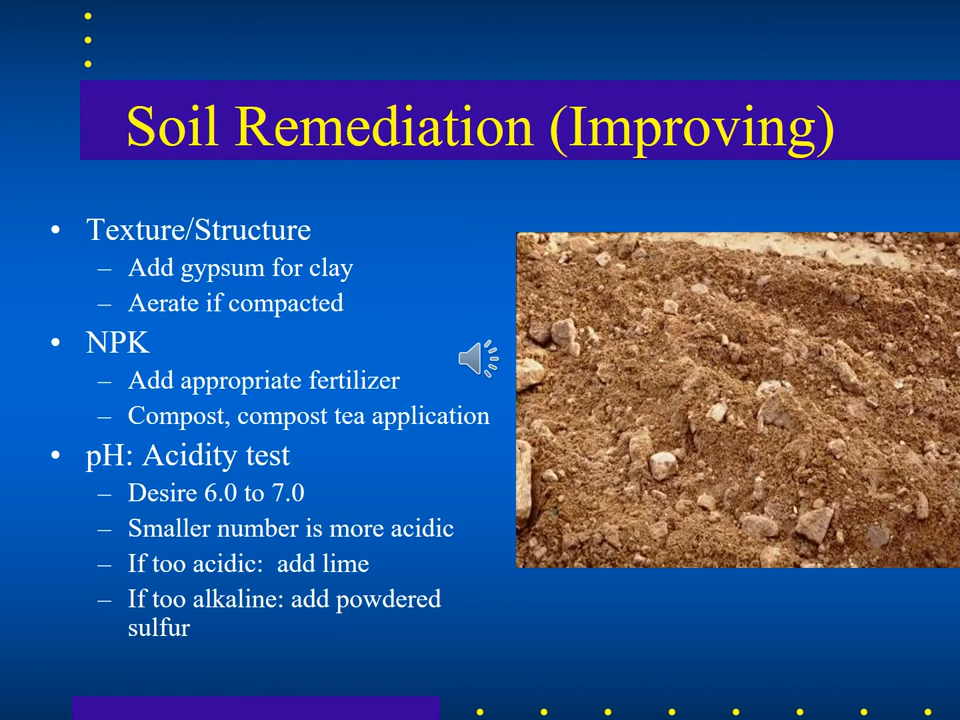 Soil Remediation (Improving)
• Texture/Structure
– Add gypsum for clay
– Aerate if compacted
• NPK
– Add appropriate fertilizer
– Compost, compost tea application
• pH: Acidity test
– Desire 6.0 to 7.0
– Smaller number is more acidic
– If too acidic:  add lime
– If too alkaline: add powdered
sulfur